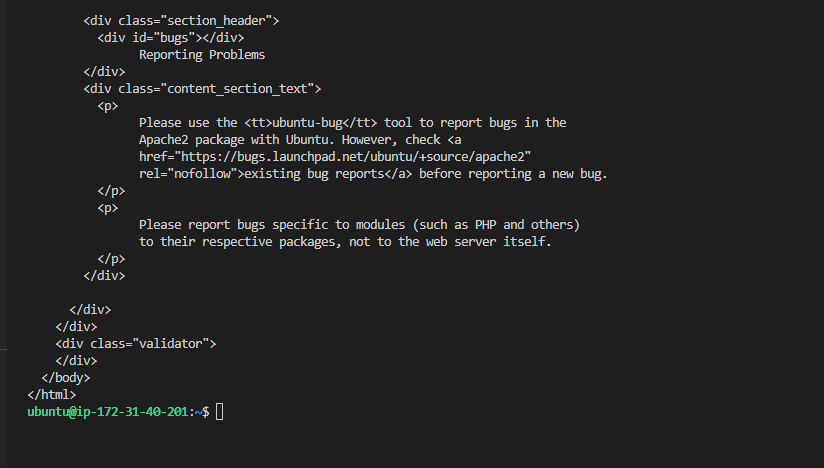 <div class="section_header">
<div id="bugs"></div>
Reporting Problems
</div>
<div class="content_section_text">
<p>
Please use the <tt>ubuntu-bug</tt> tool to report bugs in the
Apache2 package with Ubuntu. However, check <a
href="https://bugs.launchpad.net/ubuntu/+source/apache2"
rel="nofollow">existing bug reports</a> before reporting a new bug.
</p>
<p>
Please report bugs specific to modules (such as PHP and others)
to their respective packages, not to the web server itself.
</p>
</div>
</div>
</div>
<div class="validator">
</div>
</body>
</html>
ubuntu@ip-172-31-40-201:~$